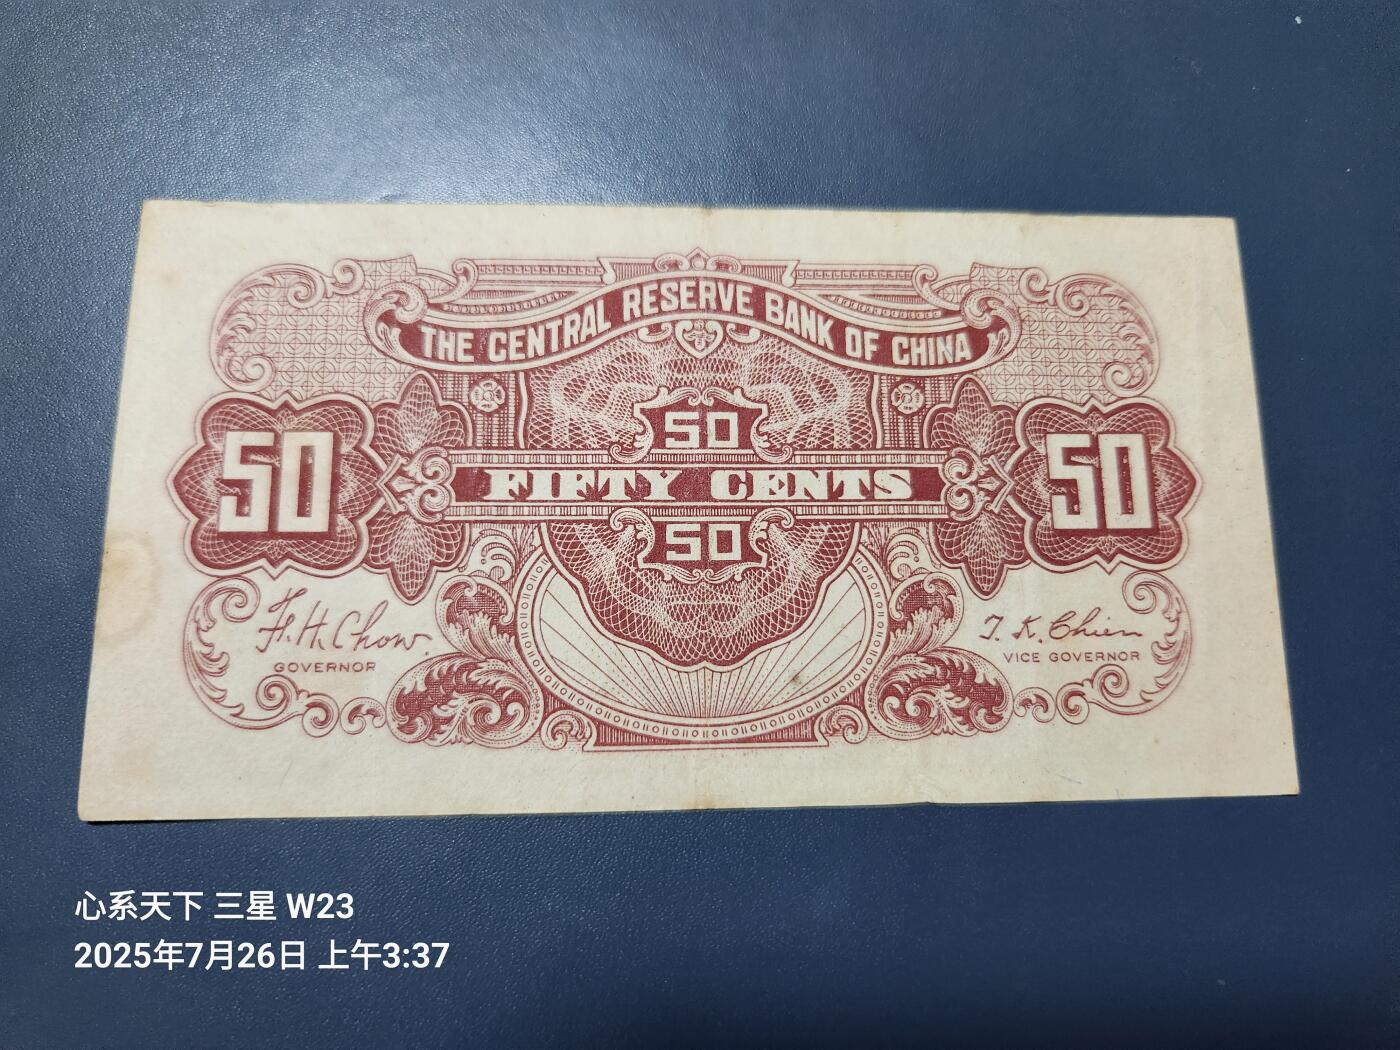 THE CENTRAL RESERVE BANK OF CHINA
50
50 FIFTY CENTS 50
50
F. H. Chow. T. K. Chien
GOVERNOR VICE GOVERNOR
心系天下 三星 W23
2025年7月26日 上午3:37